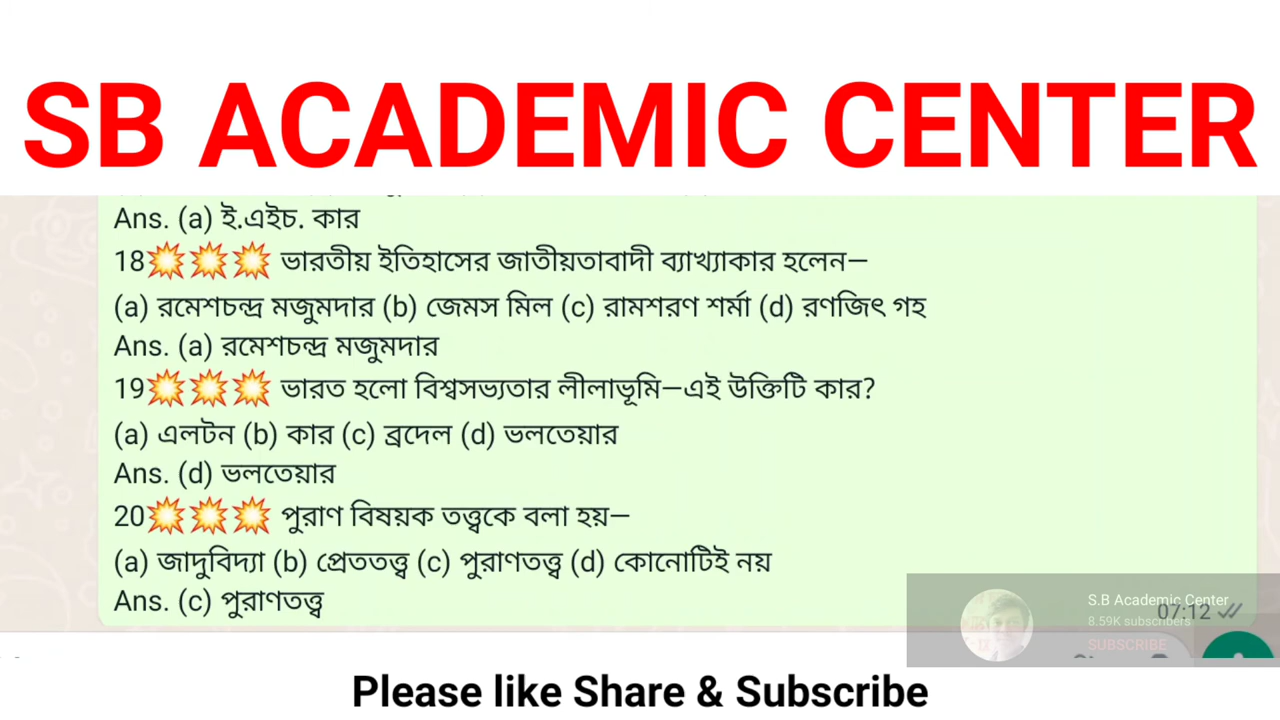 SB ACADEMIC CENTER
Ans. (a) ই.এইচ. কার
18💥💥💥 ভারতীয় ইতিহাসের জাতীয়তাবাদী ব্যাখ্যাকার হলেন—
(a) রমেশচন্দ্র মজুমদার (b) জেমস মিল (c) রামশরণ শর্মা (d) রণজিৎ গহ
Ans. (a) রমেশচন্দ্র মজুমদার
19💥💥💥 ভারত হলো বিশ্বসভ্যতার লীলাভূমি—এই উক্তিটি কার?
(a) এলটন (b) কার (c) ব্রদেল (d) ভলতেয়ার
Ans. (d) ভলতেয়ার
20💥💥💥 পুরাণ বিষয়ক তত্ত্বকে বলা হয়—
(a) জাদুবিদ্যা (b) প্রেততত্ত্ব (c) পুরাণতত্ত্ব (d) কোনোটিই নয়
Ans. (c) পুরাণতত্ত্ব
S.B Academic Center
07:12
8.59K subscribers
SUBSCRIBE
Please like Share & Subscribe